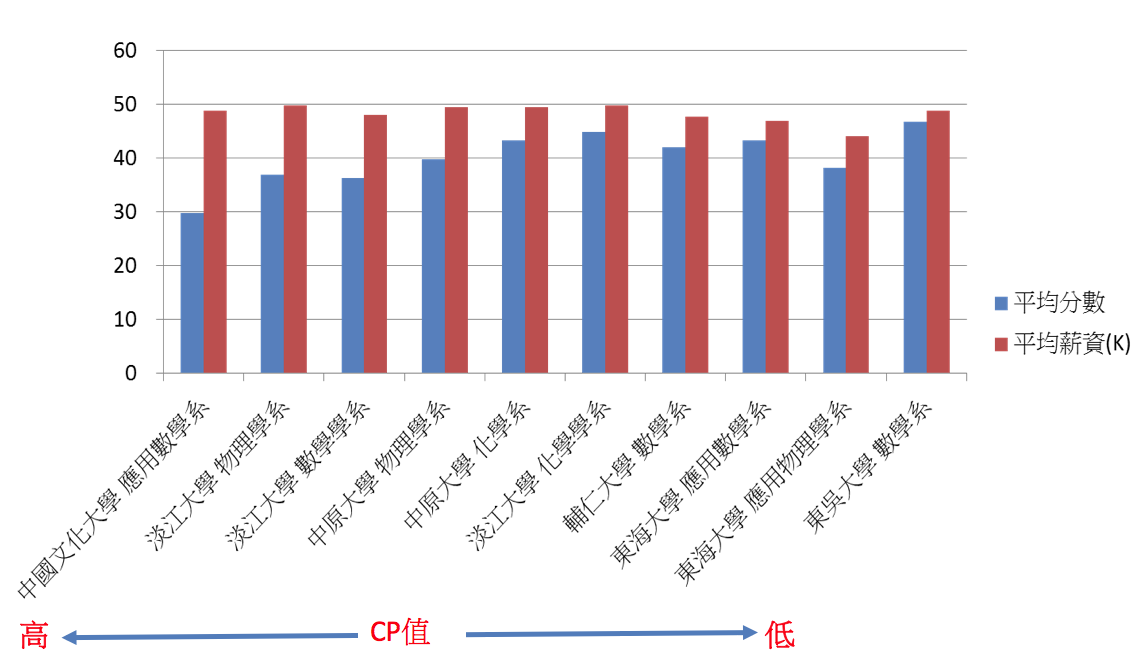 60
50
40
30
20
10
0
平均分數
平均薪資(K)
中國文化大學 應用數學系
淡江大學 物理學系
淡江大學 數學學系
中原大學 物理學系
中原大學 化學系
淡江大學 化學學系
輔仁大學 數學系
東海大學 應用數學系
東海大學 應用物理學系
東吳大學 數學系
高 CP值 低